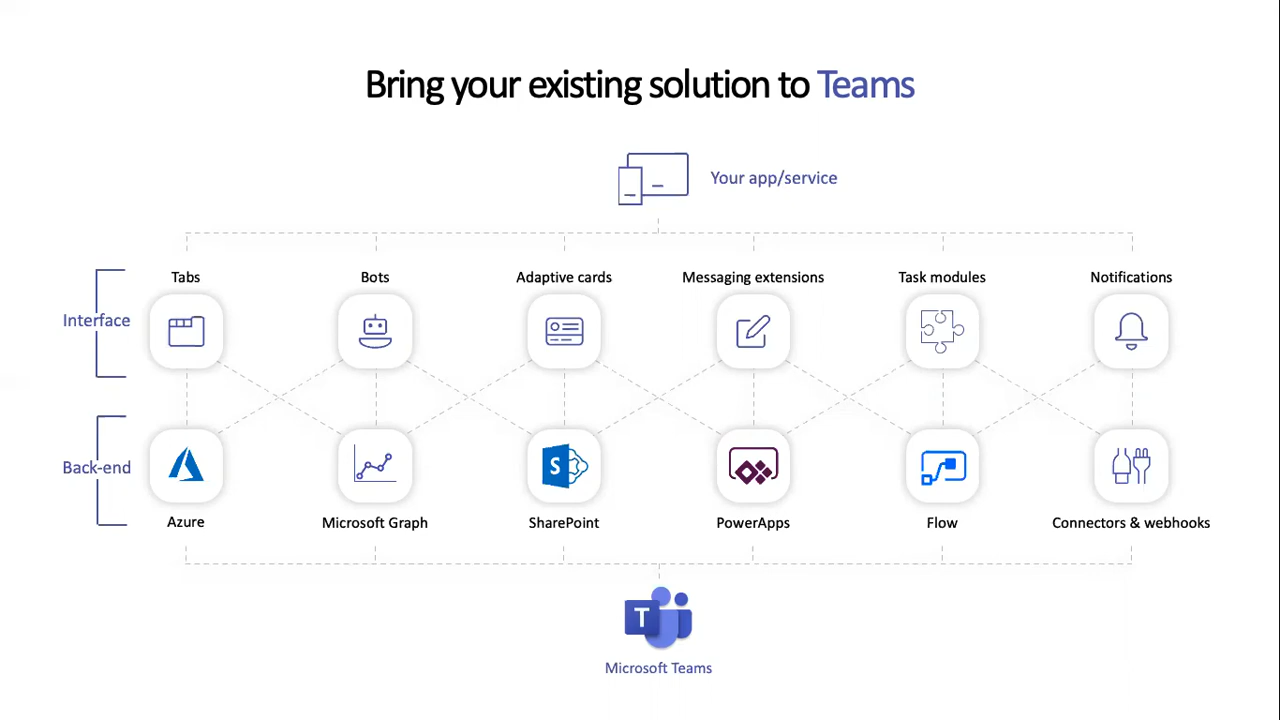 Bring your existing solution to Teams
Your app/service
Tabs
Bots
Adaptive cards
Messaging extensions
Task modules
Notifications
Interface
Back-end
S
Azure
Microsoft Graph
SharePoint
PowerApps
Flow
Connectors & webhooks
T
Microsoft Teams